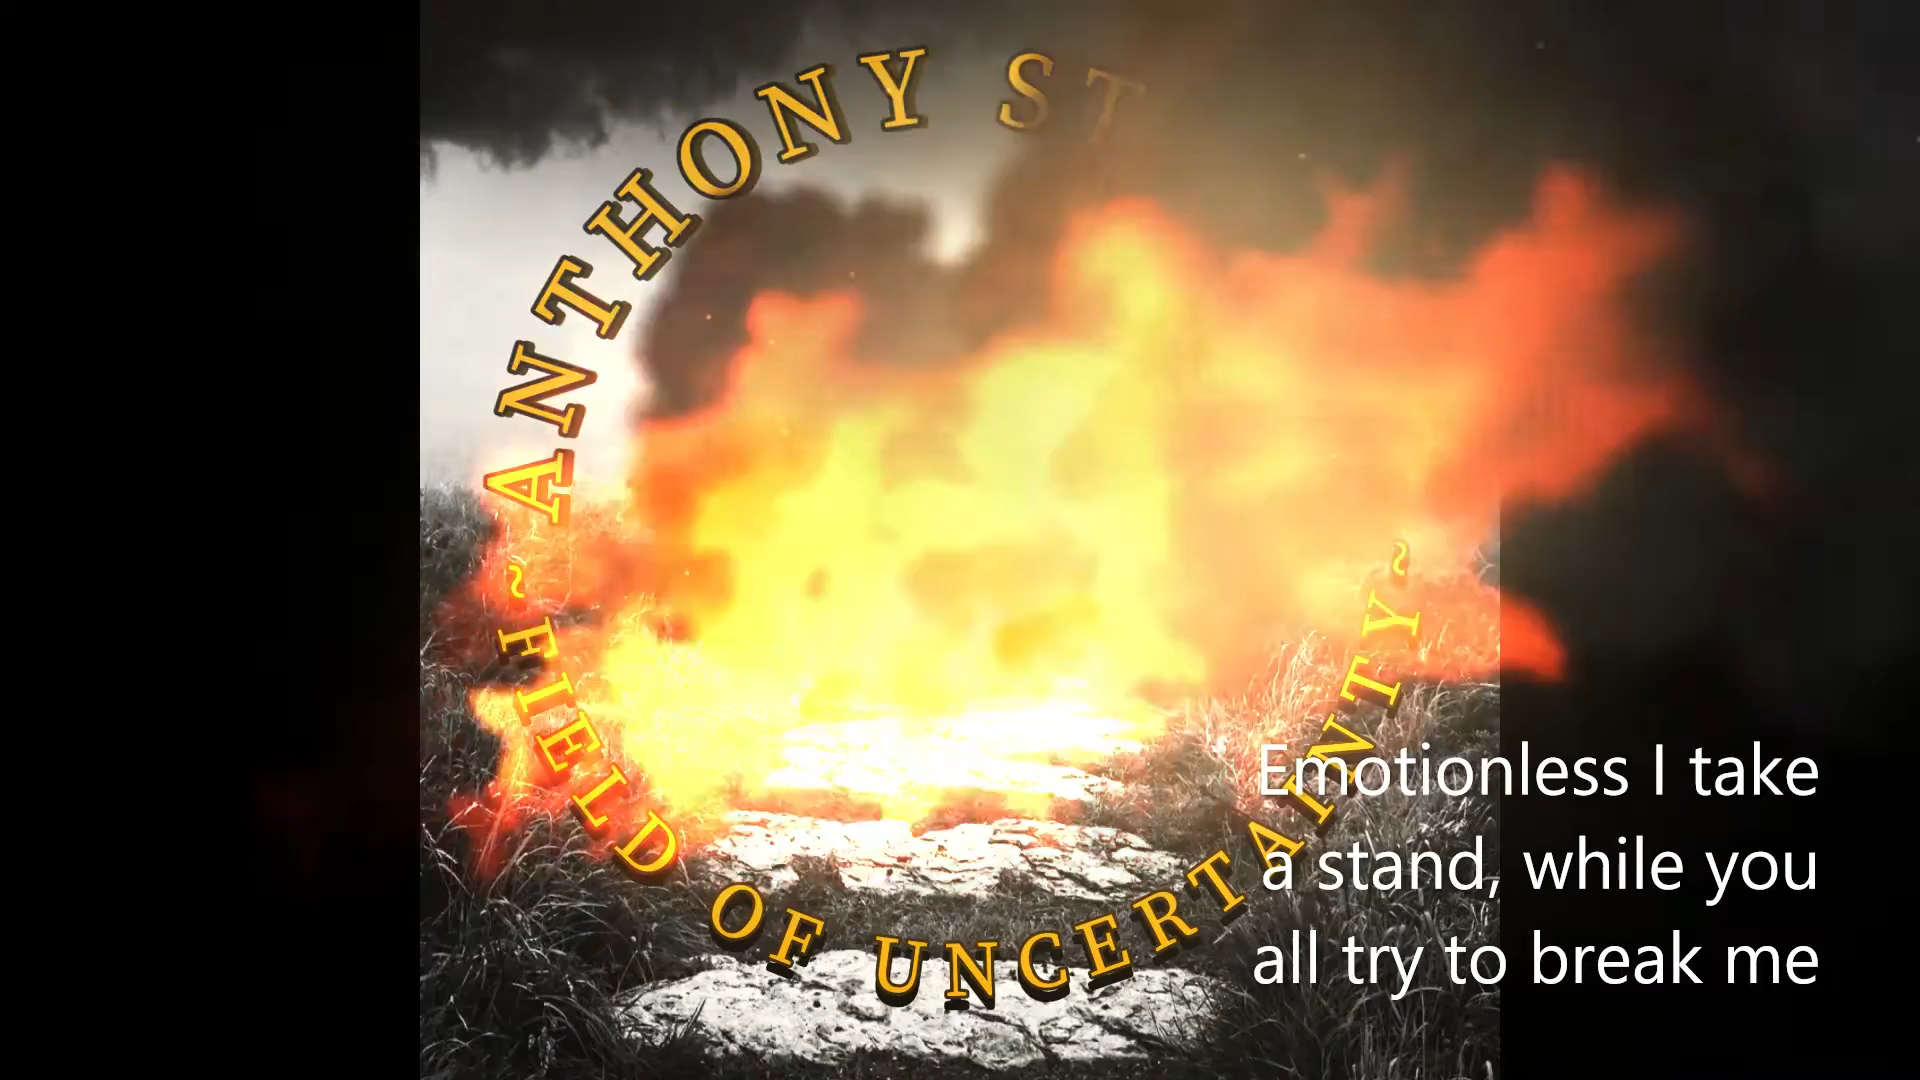 ANTHONY ST
~FIELD OF UNCERTAINTY~
Emotionless I take
a stand, while you
all try to break me